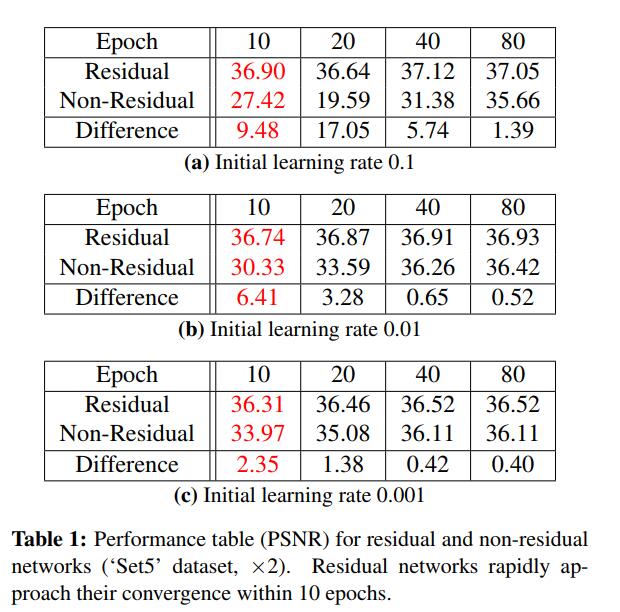 Epoch 10 20 40 80
Residual 36.90 36.64 37.12 37.05
Non-Residual 27.42 19.59 31.38 35.66
Difference 9.48 17.05 5.74 1.39
(a) Initial learning rate 0.1
Epoch 10 20 40 80
Residual 36.74 36.87 36.91 36.93
Non-Residual 30.33 33.59 36.26 36.42
Difference 6.41 3.28 0.65 0.52
(b) Initial learning rate 0.01
Epoch 10 20 40 80
Residual 36.31 36.46 36.52 36.52
Non-Residual 33.97 35.08 36.11 36.11
Difference 2.35 1.38 0.42 0.40
(c) Initial learning rate 0.001
Table 1: Performance table (PSNR) for residual and non-residual
networks (‘Set5’ dataset, ×2). Residual networks rapidly ap-
proach their convergence within 10 epochs.